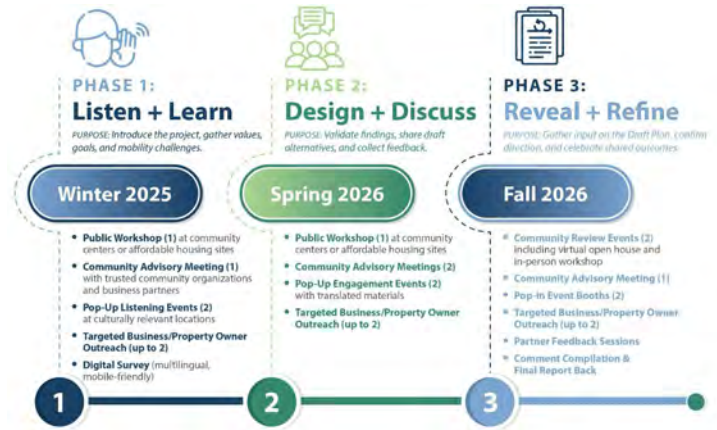 PHASE 1:
Listen + Learn
PURPOSE: Introduce the project, gather values,
goals, and mobility challenges.
Winter 2025
• Public Workshop (1) at community
centers or affordable housing sites
• Community Advisory Meeting (1)
with trusted community organizations
and business partners
• Pop-Up Listening Events (2)
at culturally relevant locations
• Targeted Business/Property Owner
Outreach (up to 2)
• Digital Survey (multilingual,
mobile-friendly)
1
PHASE 2:
Design + Discuss
PURPOSE: Validate findings, share draft
alternatives, and collect feedback.
Spring 2026
• Public Workshop (1) at community
centers or affordable housing sites
• Community Advisory Meetings (2)
• Pop-Up Engagement Events (2)
with translated materials
• Targeted Business/Property Owner
Outreach (up to 2)
2
PHASE 3:
Reveal + Refine
PURPOSE: Gather input on the Draft Plan, confirm
direction, and celebrate shared outcomes
Fall 2026
• Community Review Events (2)
including virtual open house and
in-person workshop
• Community Advisory Meeting (1)
• Pop-In Event Booths (2)
• Targeted Business/Property Owner
Outreach (up to 2)
• Partner Feedback Sessions
• Comment Compilation &
Final Report Back
3